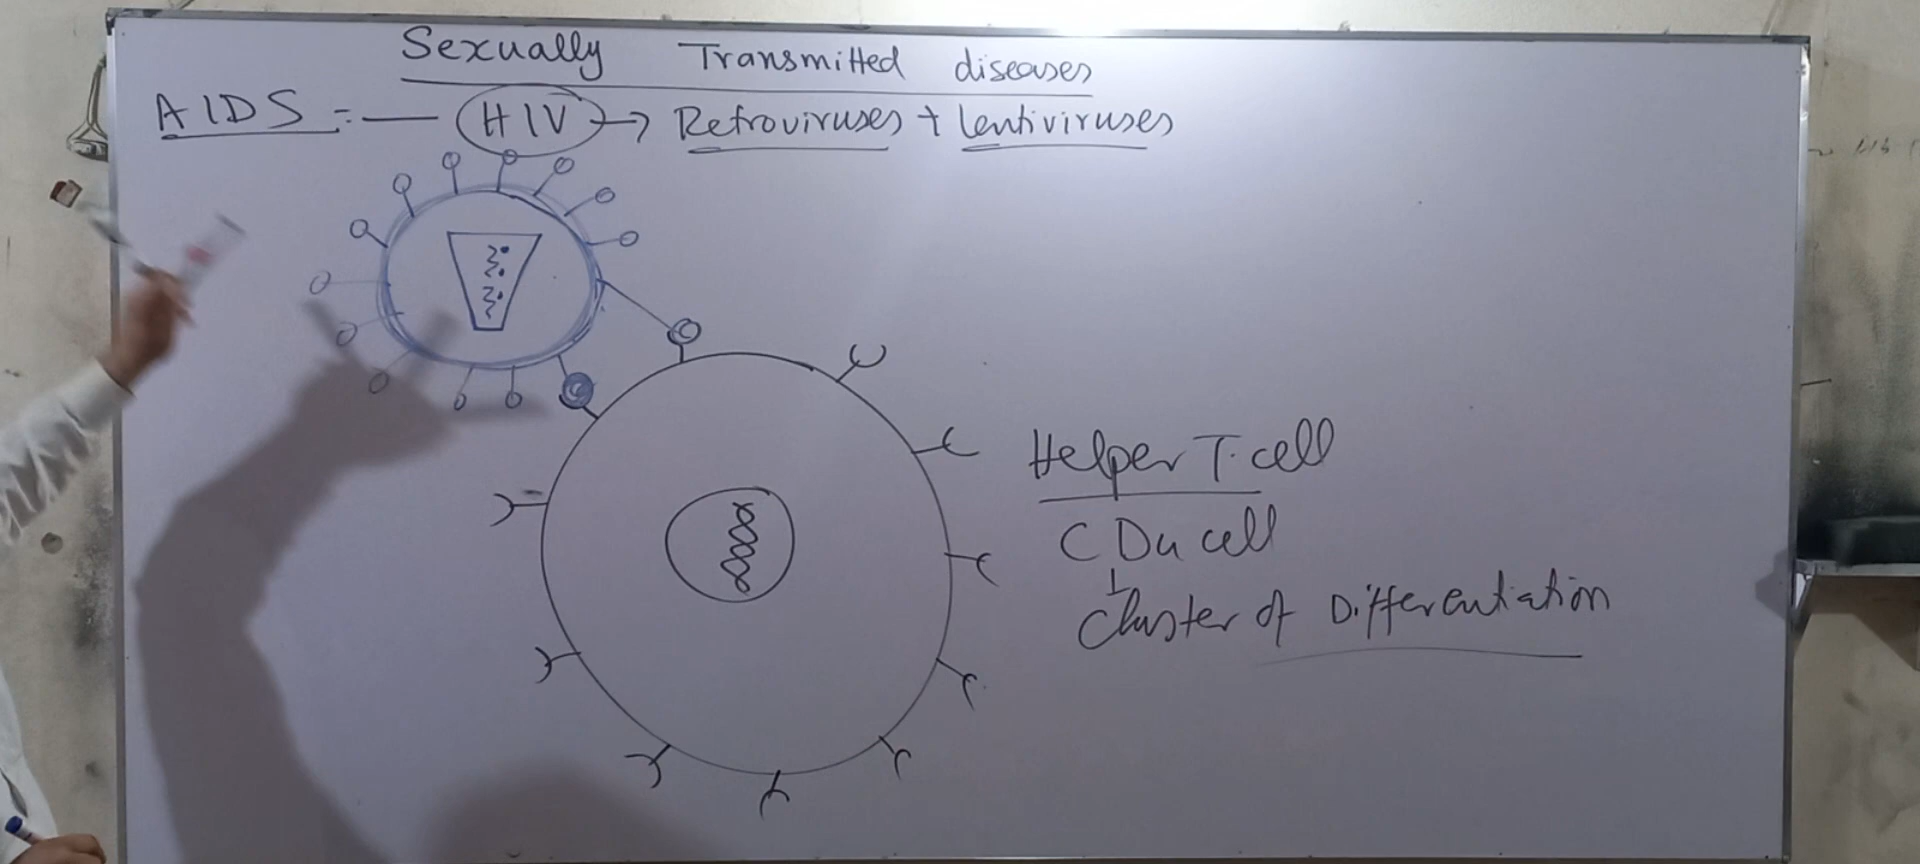 Sexually Transmitted diseases
AIDS :— HIV → Retroviruses + Lentiviruses
Helper T. cell
CD4 cell
Cluster of Differentiation